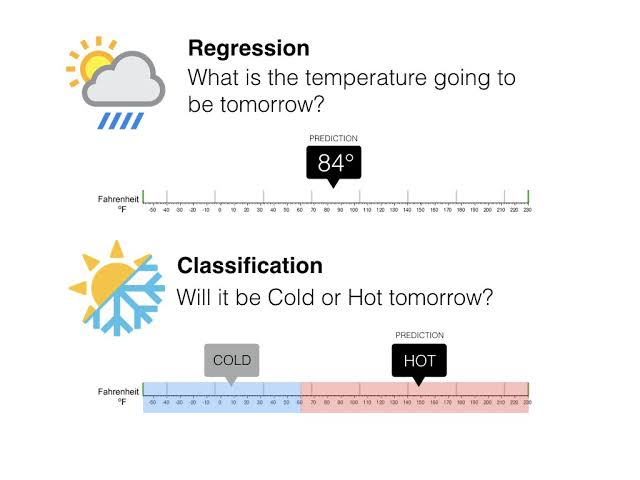 Regression
What is the temperature going to
be tomorrow?
PREDICTION
84°
Fahrenheit
ºF
-50 -40 -30 -20 -10 0 10 20 30 40 50 60 70 80 90 100 110 120 130 140 150 160 170 180 190 200 210 220 230
Classification
Will it be Cold or Hot tomorrow?
PREDICTION
COLD
HOT
Fahrenheit
ºF
-50 -40 -30 -20 -10 0 10 20 30 40 50 60 70 80 90 100 110 120 130 140 150 160 170 180 190 200 210 220 230